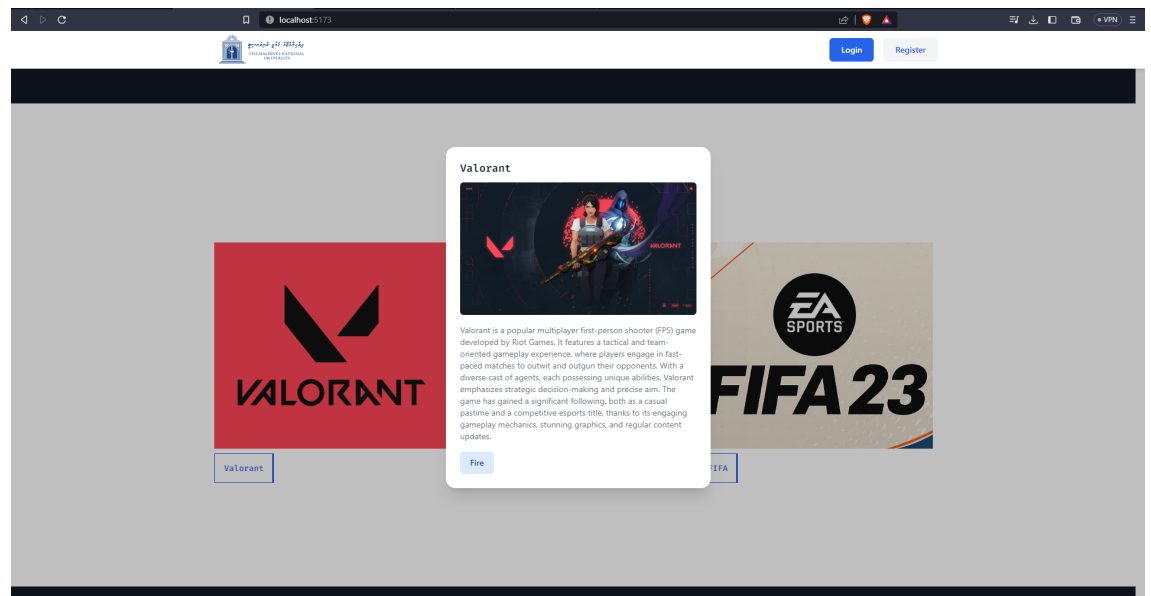 localhost:5173
VPN
THE MALDIVES NATIONAL
UNIVERSITY
Login
Register
Valorant
VALORANT
Valorant is a popular multiplayer first-person shooter (FPS) game
developed by Riot Games. It features a tactical and team-
oriented gameplay experience, where players engage in fast-
paced matches to outwit and outgun their opponents. With a
diverse cast of agents, each possessing unique abilities, Valorant
emphasizes strategic decision-making and precise aim. The
game has gained a significant following, both as a casual
pastime and a competitive esports title, thanks to its engaging
gameplay mechanics, stunning graphics, and regular content
updates.
Fire
VALORANT
Valorant
EA
SPORTS
FIFA 23
FIFA